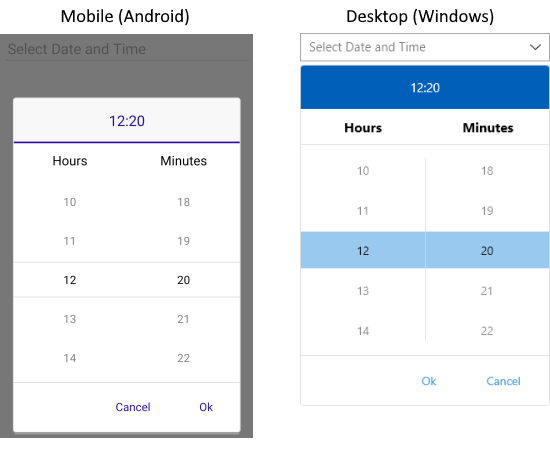 Mobile (Android)
Select Date and Time
12:20
Hours Minutes
10 18
11 19
12 20
13 21
14 22
Cancel Ok
Desktop (Windows)
Select Date and Time
12:20
Hours Minutes
10 18
11 19
12 20
13 21
14 22
Ok Cancel